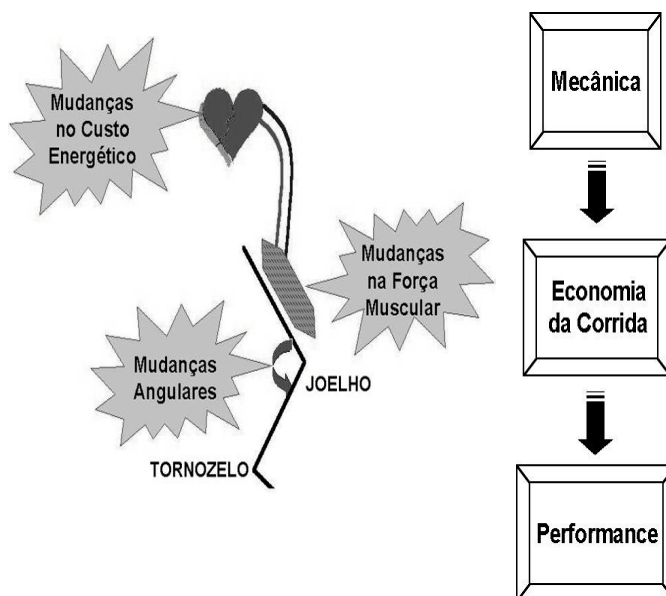 Mudanças
no Custo
Energético
Mudanças
na Força
Muscular
Mudanças
Angulares
JOELHO
TORNOZELO
Mecânica
Economia
da Corrida
Performance